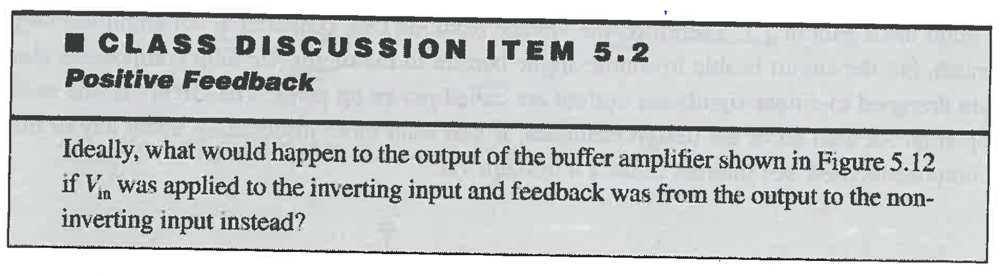 ■ CLASS DISCUSSION ITEM 5.2
Positive Feedback
Ideally, what would happen to the output of the buffer amplifier shown in Figure 5.12
if Vin was applied to the inverting input and feedback was from the output to the non-
inverting input instead?